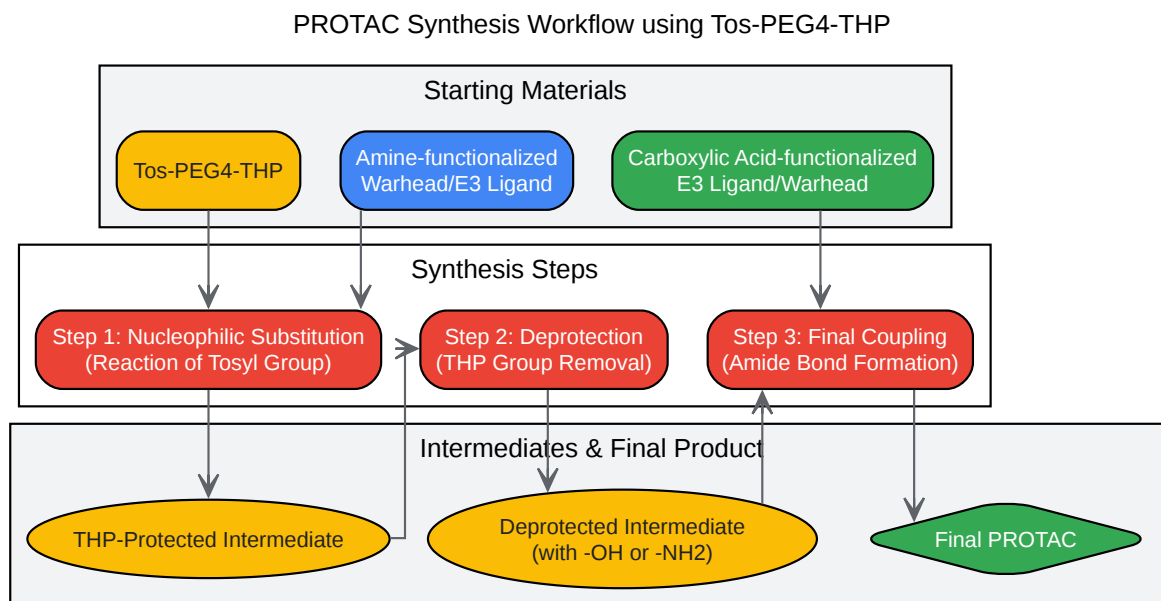 PROTAC Synthesis Workflow using Tos-PEG4-THP
Starting Materials
Tos-PEG4-THP
Amine-functionalized
Warhead/E3 Ligand
Carboxylic Acid-functionalized
E3 Ligand/Warhead
Synthesis Steps
Step 1: Nucleophilic Substitution
(Reaction of Tosyl Group)
Step 2: Deprotection
(THP Group Removal)
Step 3: Final Coupling
(Amide Bond Formation)
Intermediates & Final Product
THP-Protected Intermediate
Deprotected Intermediate
(with -OH or -NH2)
Final PROTAC